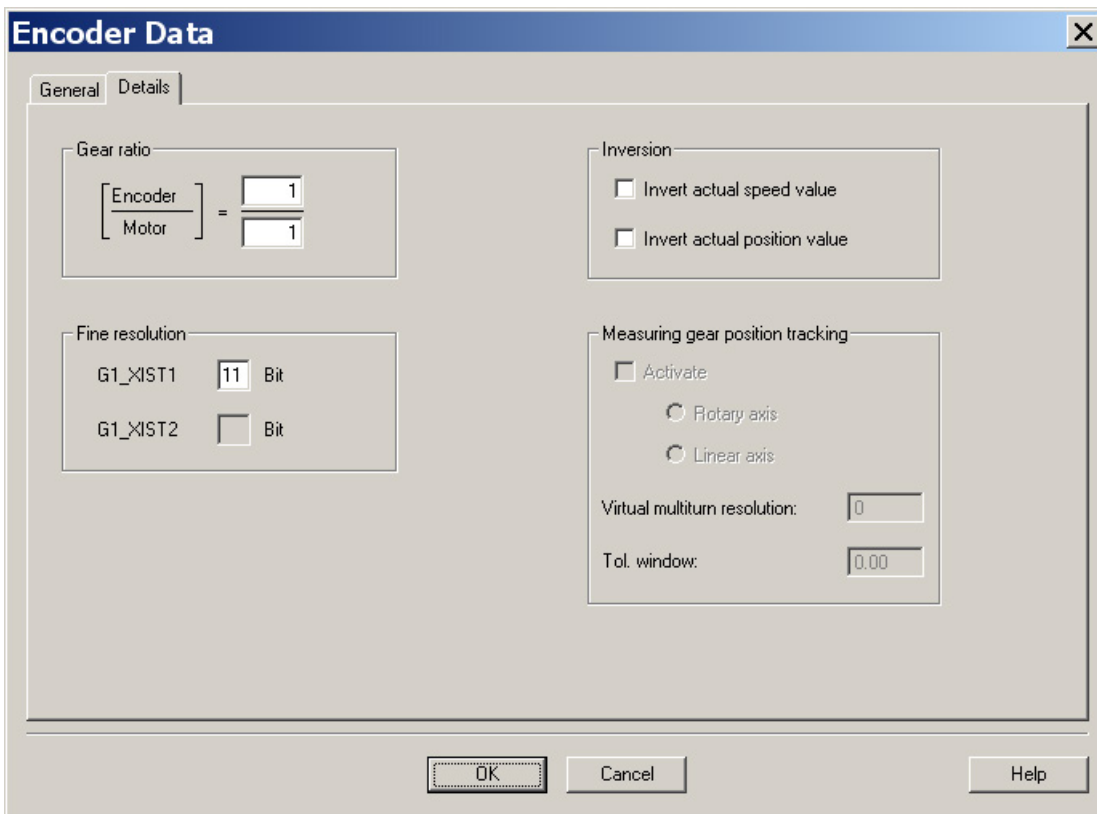 Encoder Data
General Details
Gear ratio
Encoder
Motor
=
1
1
Inversion
Invert actual speed value
Invert actual position value
Fine resolution
G1_XIST1 11 Bit
G1_XIST2 Bit
Measuring gear position tracking
Activate
Rotary axis
Linear axis
Virtual multiturn resolution: 0
Tol. window: 0.00
OK Cancel Help